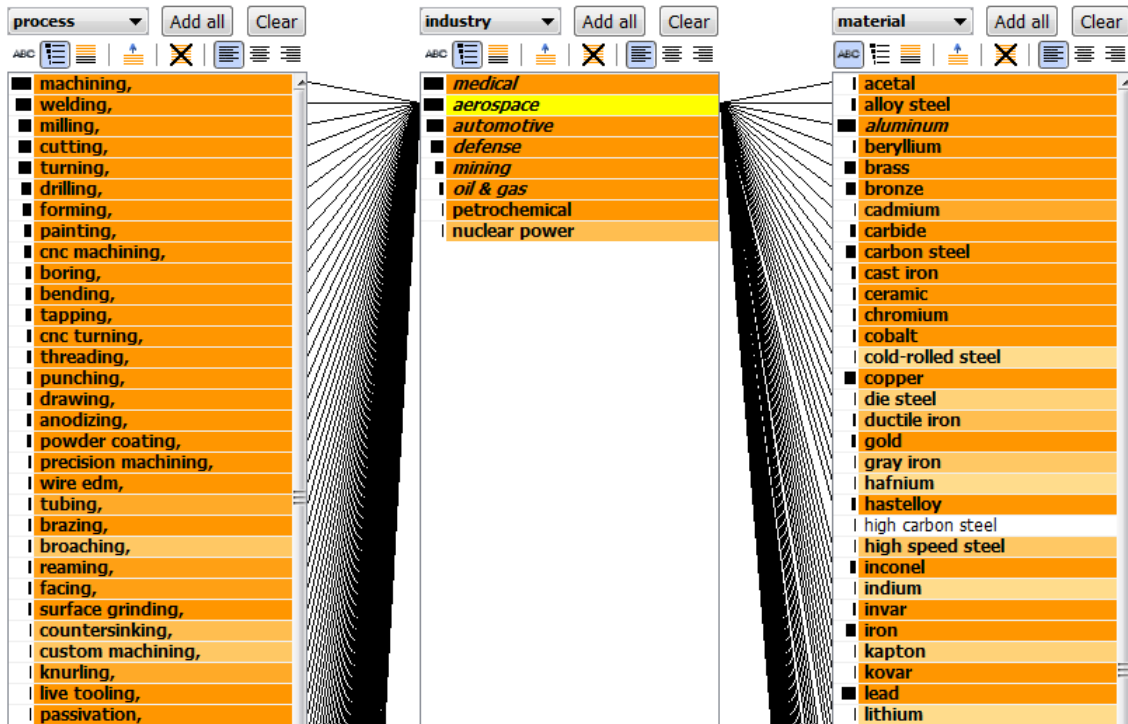 process Add all Clear
ABC
machining,
welding,
milling,
cutting,
turning,
drilling,
forming,
painting,
cnc machining,
boring,
bending,
tapping,
cnc turning,
threading,
punching,
drawing,
anodizing,
powder coating,
precision machining,
wire edm,
tubing,
brazing,
broaching,
reaming,
facing,
surface grinding,
countersinking,
custom machining,
knurling,
live tooling,
passivation,
industry Add all Clear
ABC
medical
aerospace
automotive
defense
mining
oil & gas
petrochemical
nuclear power
material Add all Clear
ABC
acetal
alloy steel
aluminum
beryllium
brass
bronze
cadmium
carbide
carbon steel
cast iron
ceramic
chromium
cobalt
cold-rolled steel
copper
die steel
ductile iron
gold
gray iron
hafnium
hastelloy
high carbon steel
high speed steel
inconel
indium
invar
iron
kapton
kovar
lead
lithium